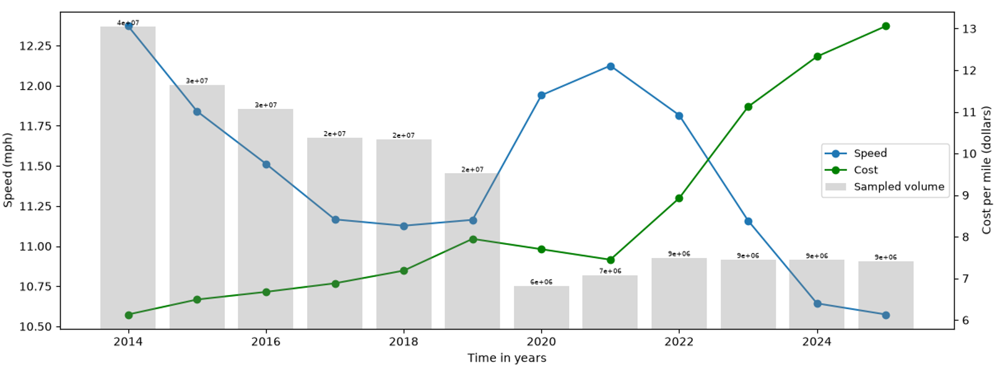 4e+07
3e+07
3e+07
2e+07
2e+07
2e+07
6e+06
7e+06
9e+06
9e+06
9e+06
9e+06
12.25
12.00
11.75
11.50
11.25
11.00
10.75
10.50
Speed (mph)
13
12
11
10
9
8
7
6
Cost per mile (dollars)
Speed
Cost
Sampled volume
2014
2016
2018
2020
2022
2024
Time in years